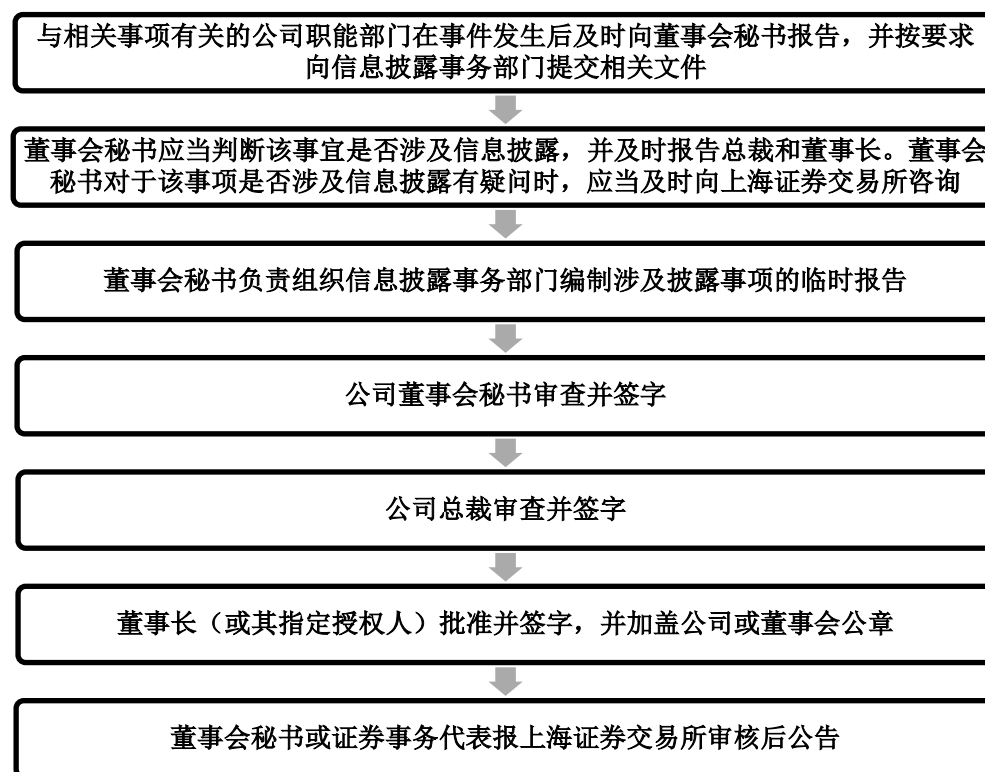 与相关事项有关的公司职能部门在事件发生后及时向董事会秘书报告，并按要求
向信息披露事务部门提交相关文件
董事会秘书应当判断该事宜是否涉及信息披露，并及时报告总裁和董事长。董事会
秘书对于该事项是否涉及信息披露有疑问时，应当及时向上海证券交易所咨询
董事会秘书负责组织信息披露事务部门编制涉及披露事项的临时报告
公司董事会秘书审查并签字
公司总裁审查并签字
董事长（或其指定授权人）批准并签字，并加盖公司或董事会公章
董事会秘书或证券事务代表报上海证券交易所审核后公告